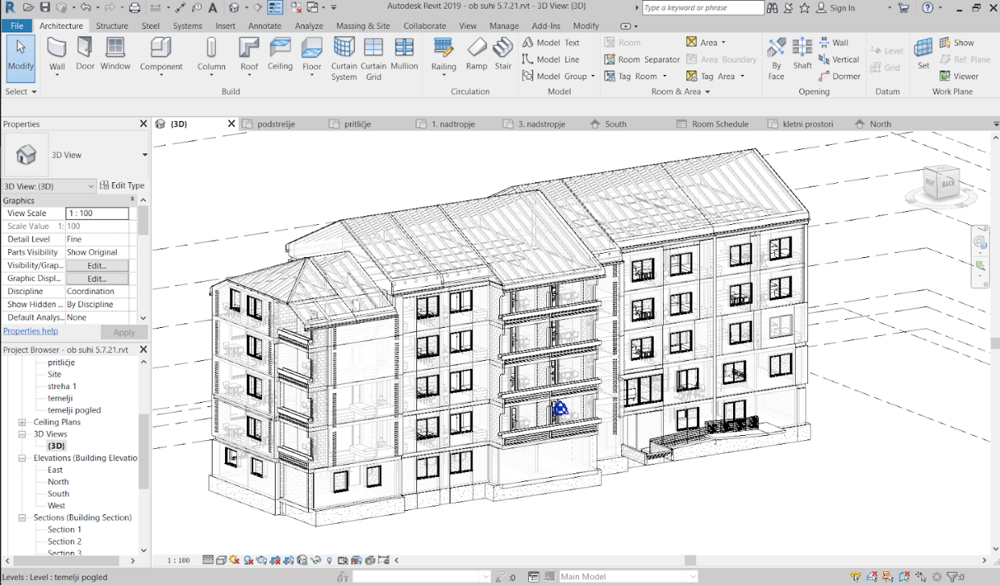 Autodesk Revit 2019 - ob suhi 5.7.21.rvt - 3D View: {3D}
Type a keyword or phrase
Sign In
File Architecture Structure Steel Systems Insert Annotate Analyze Massing & Site Collaborate View Manage Add-Ins Modify
Modify
Wall
Door
Window
Component
Column
Roof
Ceiling
Floor
Curtain System
Curtain Grid
Mullion
Railing
Ramp
Stair
Model Text
Model Line
Model Group
Room
Room Separator
Tag Room
Area
Area Boundary
Tag Area
By Face
Shaft
Wall
Vertical
Dormer
Level
Grid
Set
Show
Ref Plane
Viewer
Select Build Circulation Model Room & Area Opening Datum Work Plane
Properties
{3D} podstrešje pritličje 1. nadtropje 3. nadstropje South Room Schedule kletni prostori North
3D View
3D View: {3D}
Edit Type
Graphics
View Scale 1 : 100
Scale Value 1: 100
Detail Level Fine
Parts Visibility Show Original
Visibility/Grap... Edit...
Graphic Displ... Edit...
Discipline Coordination
Show Hidden ... By Discipline
Default Analys... None
Properties help Apply
Project Browser - ob suhi 5.7.21.rvt
pritličje
Site
streha 1
temelji
temelji pogled
Ceiling Plans
3D Views
{3D}
Elevations (Building Elevatio
East
North
South
West
Sections (Building Section)
Section 1
Section 2
Section 3
BACK
1 : 100
Levels : Level : temelji pogled
:0
Main Model
:0